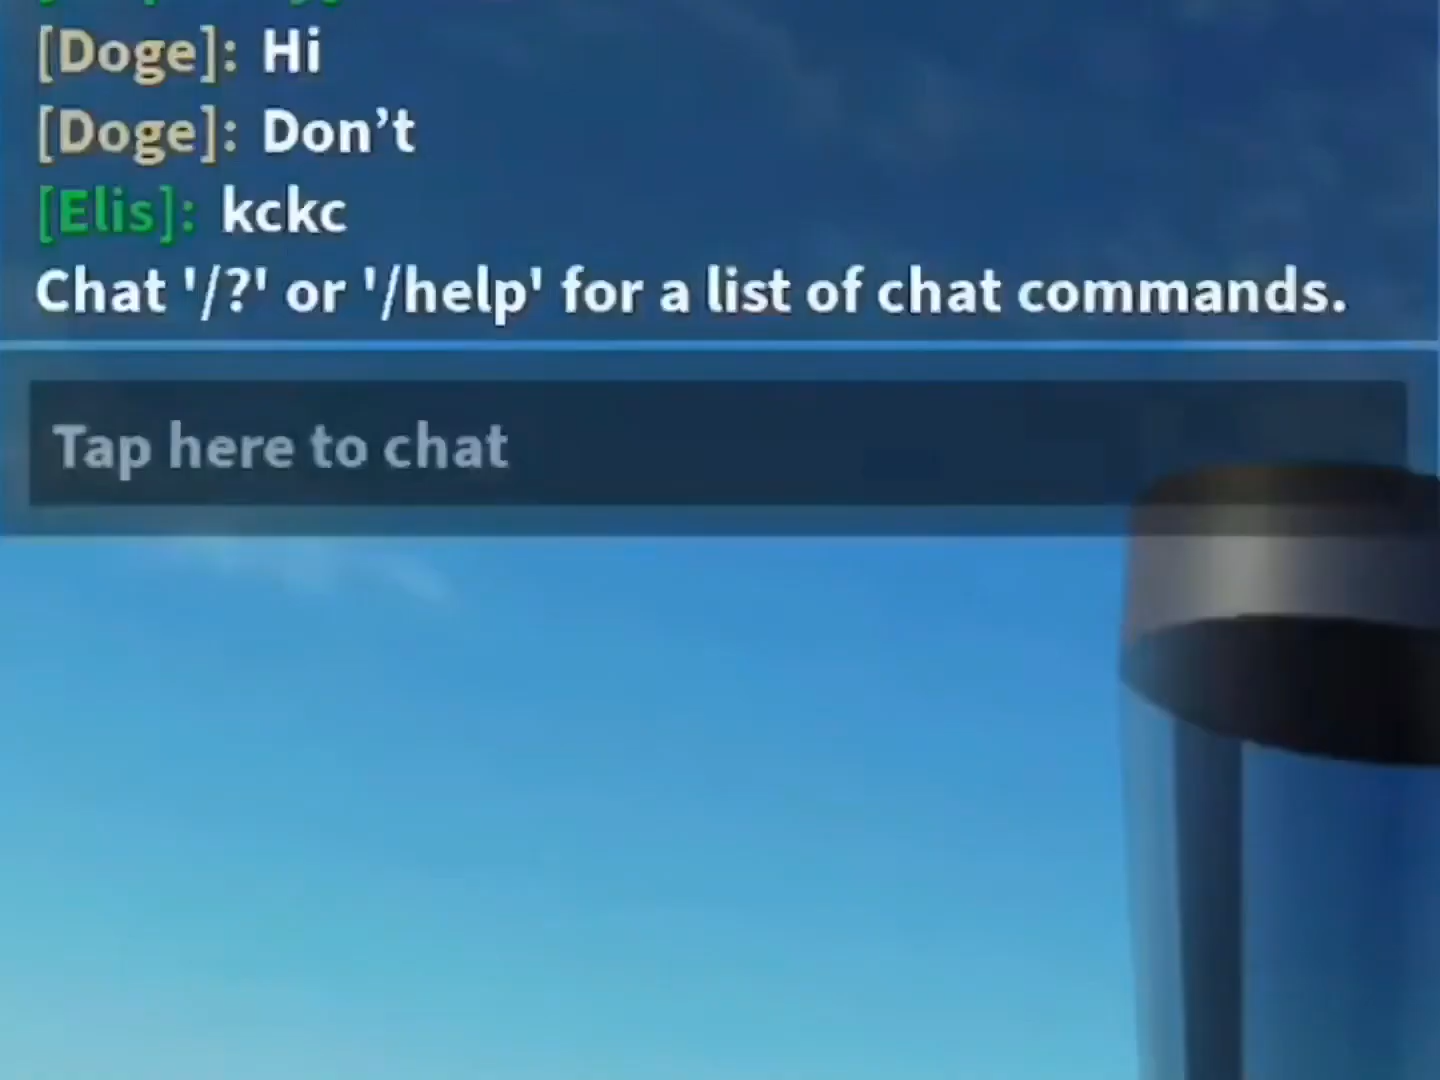 [Doge]: Hi
[Doge]: Don’t
[Elis]: kckc
Chat '/?' or '/help' for a list of chat commands.
Tap here to chat